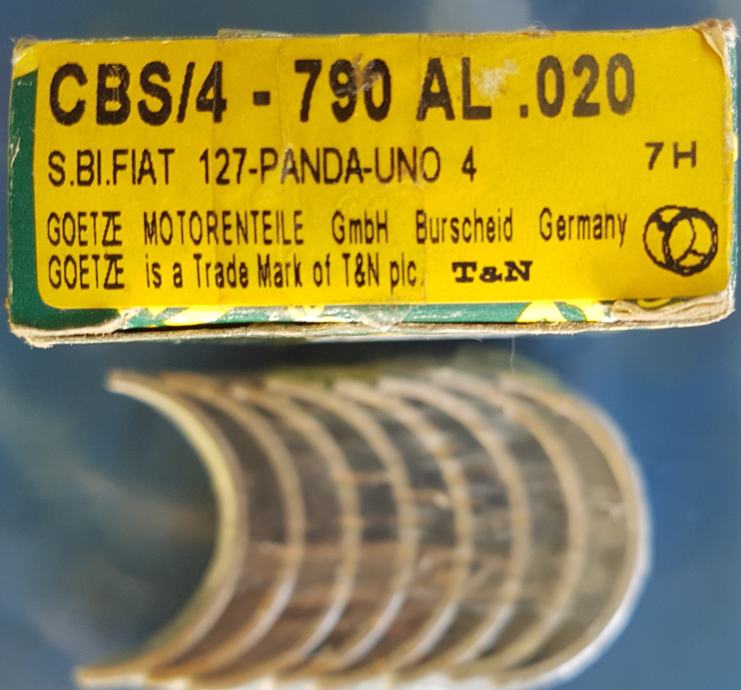 CBS/4 - 790 AL .020
S.BI.FIAT 127-PANDA-UNO 4 7H
GOETZE MOTORENTEILE GmbH Burscheid Germany
GOETZE is a Trade Mark of T&N plc. T&N